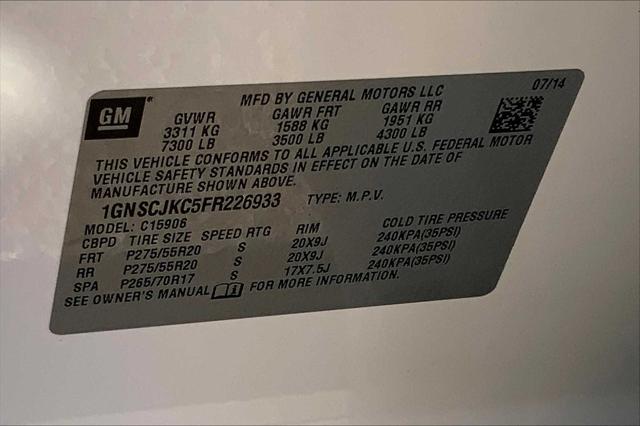 MFD BY GENERAL MOTORS LLC 07/14
GM GVWR GAWR FRT GAWR RR
3311 KG 1588 KG 1951 KG
7300 LB 3500 LB 4300 LB
THIS VEHICLE CONFORMS TO ALL APPLICABLE U.S. FEDERAL MOTOR
VEHICLE SAFETY STANDARDS IN EFFECT ON THE DATE OF
MANUFACTURE SHOWN ABOVE.
1GNSCJKC5FR226933 TYPE: M.P.V.
MODEL: C15906
CBPD TIRE SIZE SPEED RTG RIM COLD TIRE PRESSURE
FRT P275/55R20 S 20X9J 240KPA(35PSI)
RR P275/55R20 S 20X9J 240KPA(35PSI)
SPA P265/70R17 S 17X7.5J 240KPA(35PSI)
SEE OWNER'S MANUAL FOR MORE INFORMATION.